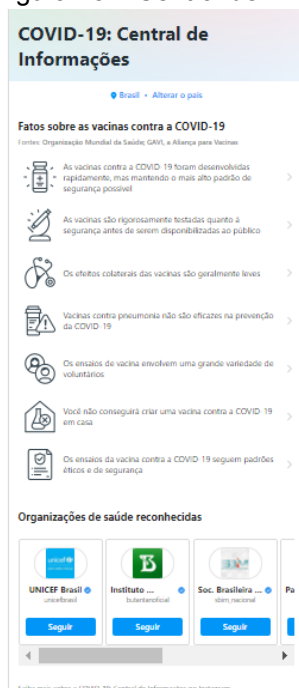 COVID-19: Central de
Informações
Brasil • Alterar o país
Fatos sobre as vacinas contra a COVID-19
Fontes: Organização Mundial da Saúde, GAVI, a Aliança para Vacinas
As vacinas contra a COVID-19 foram desenvolvidas
rapidamente, mas mantendo o mais alto padrão de
segurança possível
As vacinas são rigorosamente testadas quanto à
segurança antes de serem disponibilizadas ao público
Os efeitos colaterais das vacinas são geralmente leves
Vacinas contra pneumonia não são eficazes na prevenção
da COVID-19
Os ensaios de vacina envolvem uma grande variedade de
voluntários
Você não conseguirá criar uma vacina contra a COVID-19
em casa
Os ensaios da vacina contra a COVID-19 seguem padrões
éticos e de segurança
Organizações de saúde reconhecidas
unicef
UNICEF Brasil Instituto ... Soc. Brasileira ... Pa
unicefbrasil butantanoficial sbim_nacional
Seguir Seguir Seguir